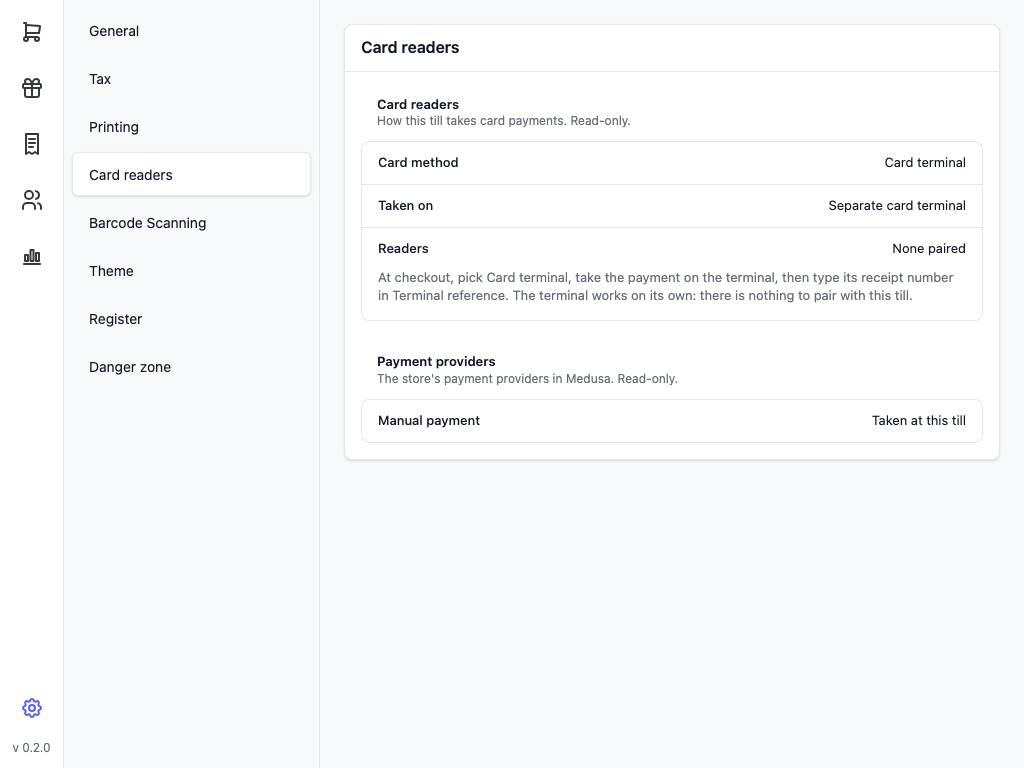 General
Tax
Printing
Card readers
Barcode Scanning
Theme
Register
Danger zone
v 0.2.0
Card readers
Card readers
How this till takes card payments. Read-only.
Card method
Card terminal
Taken on
Separate card terminal
Readers
None paired
At checkout, pick Card terminal, take the payment on the terminal, then type its receipt number
in Terminal reference. The terminal works on its own: there is nothing to pair with this till.
Payment providers
The store's payment providers in Medusa. Read-only.
Manual payment
Taken at this till